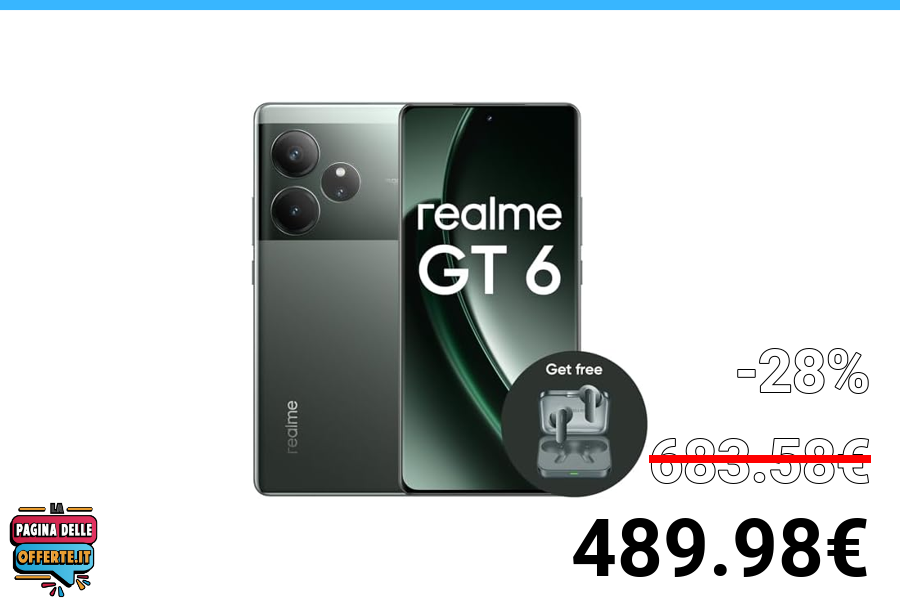 realme
GT 6
realme
Get free
-28%
683.58€
489.98€
LA
PAGINA DELLE
OFFERTE.IT